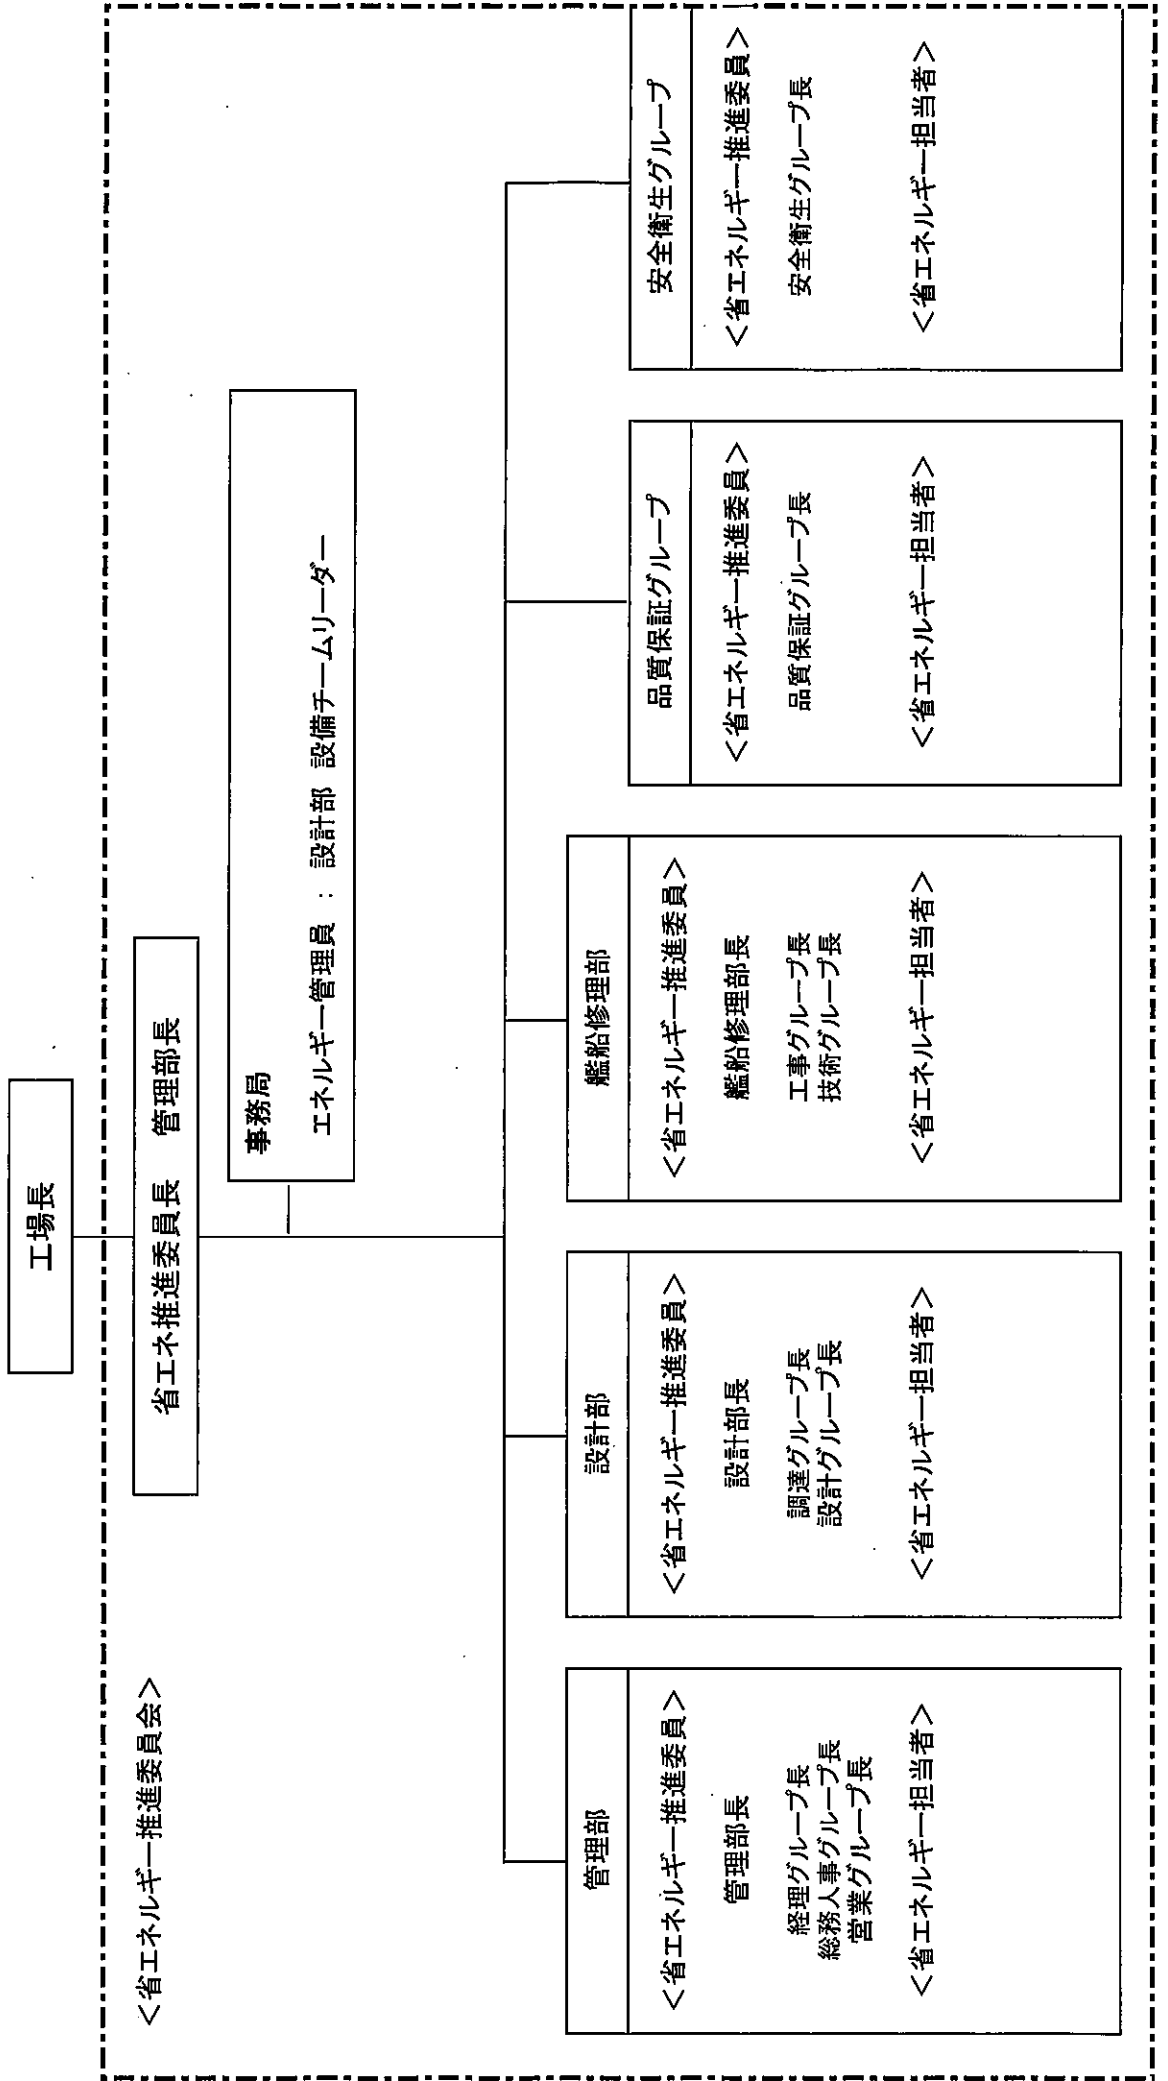 工場長
<省エネルギー推進委員会>
省エネ推進委員長　管理部長
事務局
エネルギー管理員 : 設計部 設備チームリーダー
管理部
<省エネルギー推進委員>
管理部長
経理グループ長
総務人事グループ長
営業グループ長
<省エネルギー担当者>
設計部
<省エネルギー推進委員>
設計部長
調達グループ長
設計グループ長
<省エネルギー担当者>
艦船修理部
<省エネルギー推進委員>
艦船修理部長
工事グループ長
技術グループ長
<省エネルギー担当者>
品質保証グループ
<省エネルギー推進委員>
品質保証グループ長
<省エネルギー担当者>
安全衛生グループ
<省エネルギー推進委員>
安全衛生グループ長
<省エネルギー担当者>